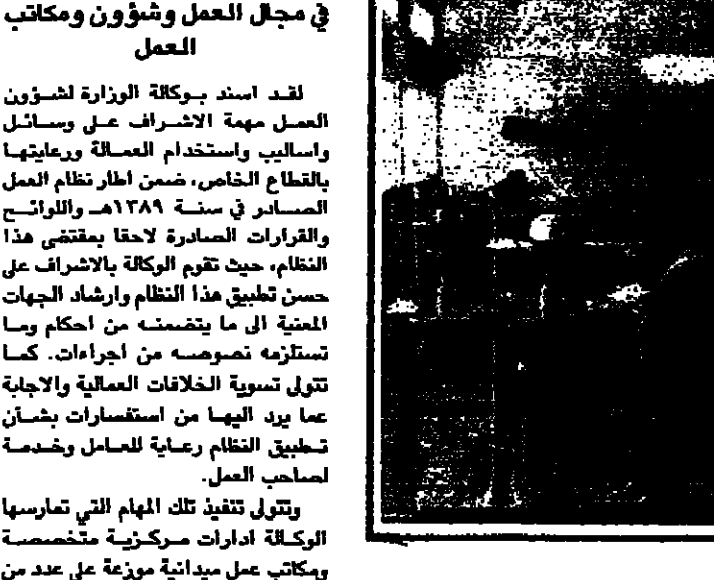 في مجال العمل وشؤون ومكاتب
العمل
لقد اسند بوكالة الوزارة لشؤون
العمل مهمة الاشراف على وسائل
واساليب واستخدام العمالة ورعايتها
بالقطاع الخاص، ضمن اطار نظام العمل
الصادر في سنة ١٣٨٩هـ واللوائح
والقرارات الصادرة لاحقا بمقتضى هذا
النظام، حيث تقوم الوكالة بالاشراف على
حسن تطبيق هذا النظام وارشاد الجهات
المعنية الى ما يتضمنه من احكام وما
تستلزمه نصوصه من اجراءات. كما
تتولى تسوية الخلافات العمالية والاجابة
عما يرد اليها من استفسارات بشأن
تطبيق النظام رعاية للعامل وخدمة
لصاحب العمل.
وتتولى تنفيذ تلك المهام التي تمارسها
الوكالة ادارات مركزية متخصصة
ومكاتب عمل ميدانية موزعة على عدد من